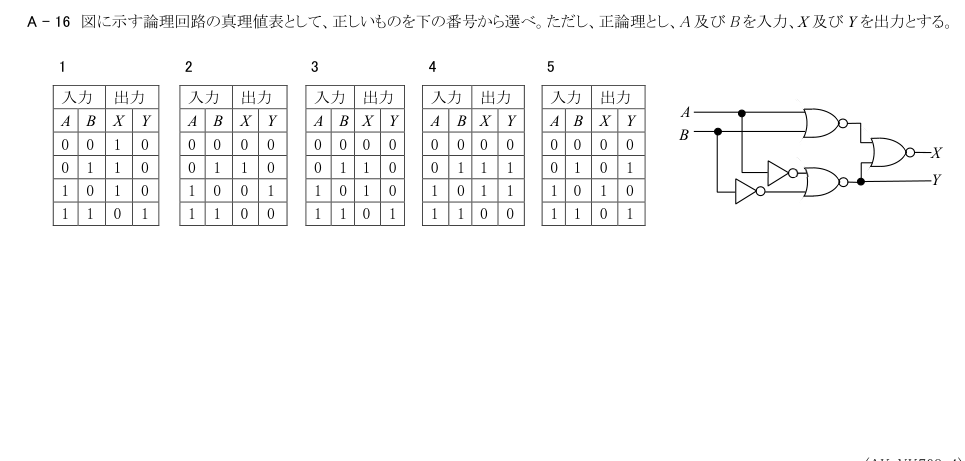 A－16 図に示す論理回路の真理値表として、正しいものを下の番号から選べ。ただし、正論理とし、A 及び B を入力、X 及び Y を出力とする。
1 2 3 4 5
入力 出力 入力 出力 入力 出力 入力 出力 入力 出力
A B X Y A B X Y A B X Y A B X Y A B X Y
0 0 1 0 0 0 0 0 0 0 0 0 0 0 0 0 0 0 0 0
0 1 1 0 0 1 1 0 0 1 1 0 0 1 1 1 0 1 0 1
1 0 1 0 1 0 0 1 1 0 1 0 1 0 1 1 1 0 1 0
1 1 0 1 1 1 0 0 1 1 0 1 1 1 0 0 1 1 0 1
A
B
X
Y